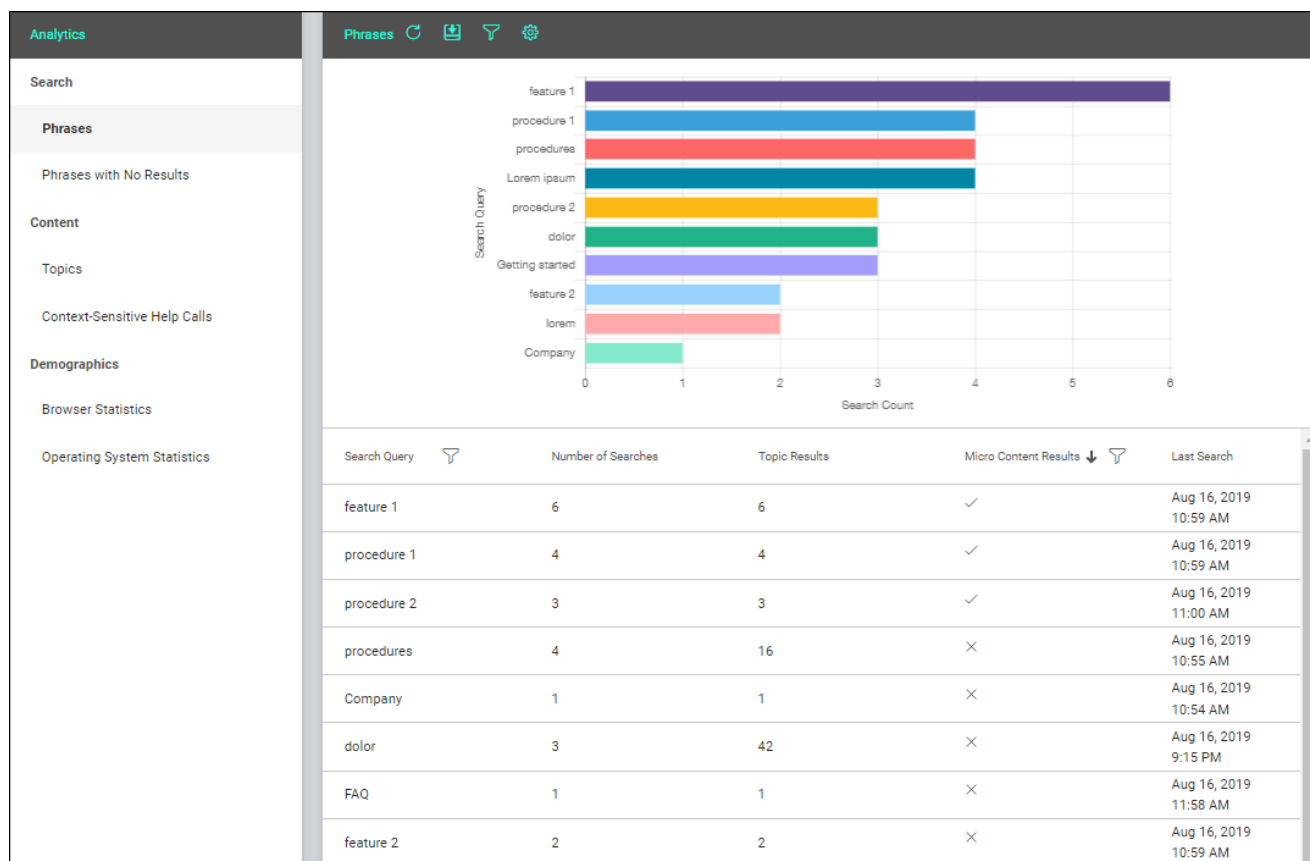 Analytics
Search
Phrases
Phrases with No Results
Content
Topics
Context-Sensitive Help Calls
Demographics
Browser Statistics
Operating System Statistics
Phrases
Search Query
feature 1
procedure 1
procedures
Lorem ipsum
procedure 2
dolor
Getting started
feature 2
lorem
Company
0 1 2 3 4 5 6
Search Count
Search Query Number of Searches Topic Results Micro Content Results Last Search
feature 1 6 6 Aug 16, 2019
10:59 AM
procedure 1 4 4 Aug 16, 2019
10:59 AM
procedure 2 3 3 Aug 16, 2019
11:00 AM
procedures 4 16 Aug 16, 2019
10:55 AM
Company 1 1 Aug 16, 2019
10:54 AM
dolor 3 42 Aug 16, 2019
9:15 PM
FAQ 1 1 Aug 16, 2019
11:58 AM
feature 2 2 2 Aug 16, 2019
10:59 AM